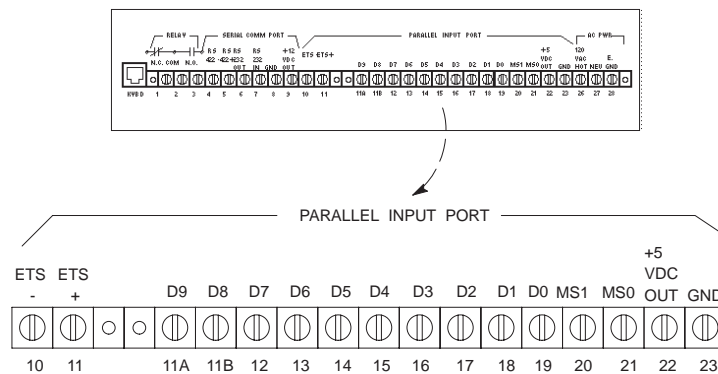 RELAY SERIAL COMM PORT PARALLEL INPUT PORT AC PWR.
N.C. COM N.O. RS 422 - RS 422 + RS 232 OUT RS 232 IN GND +12 VDC OUT ETS - ETS+ D9 D8 D7 D6 D5 D4 D3 D2 D1 D0 MS1 MS0 +5 VDC OUT GND 120 VAC HOT NEU E. GND
KYBD 1 2 3 4 5 6 7 8 9 10 11 11A 11B 12 13 14 15 16 17 18 19 20 21 22 23 26 27 28
PARALLEL INPUT PORT
ETS - ETS + D9 D8 D7 D6 D5 D4 D3 D2 D1 D0 MS1 MS0 +5 VDC OUT GND
10 11 11A 11B 12 13 14 15 16 17 18 19 20 21 22 23